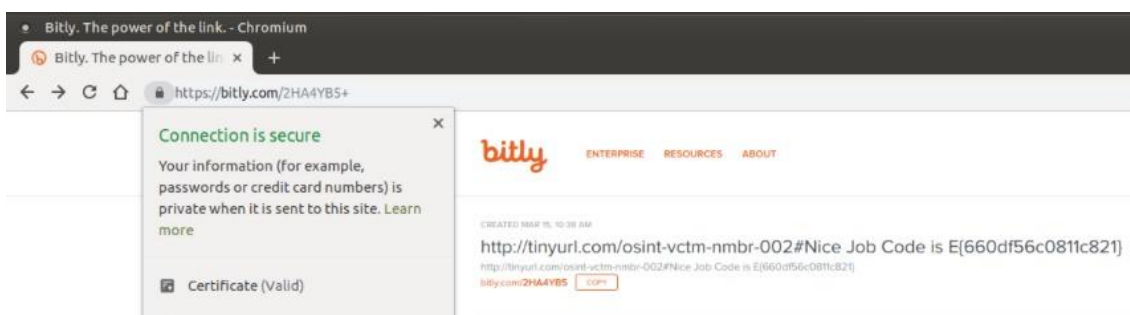 Bitly. The power of the link. - Chromium
Bitly. The power of the lin
https://bitly.com/2HA4YB5+
Connection is secure
Your information (for example,
passwords or credit card numbers) is
private when it is sent to this site. Learn
more
Certificate (Valid)
bitly ENTERPRISE RESOURCES ABOUT
CREATED MAR 15, 10:38 AM
http://tinyurl.com/osint-vctm-nmbr-002#Nice Job Code is E{660df56c0811c821}
http://tinyurl.com/osint-vctm-nmbr-002#Nice Job Code is E{660df56c0811c821}
bitly.com/2HA4YB5 COPY